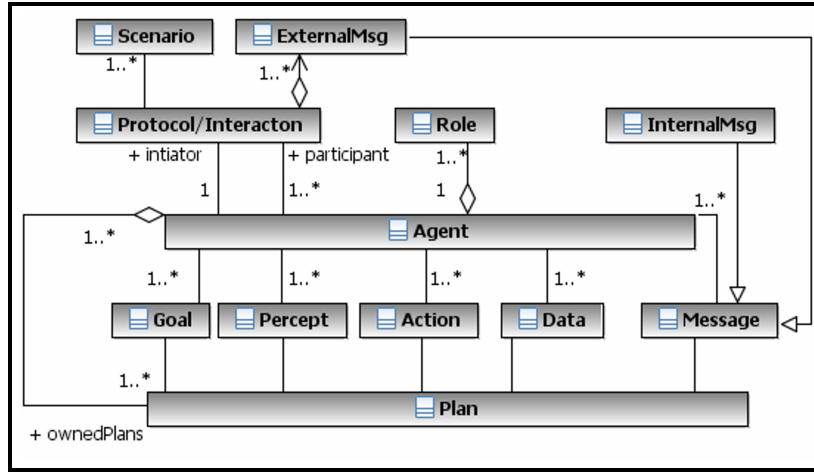 Scenario
ExternalMsg
1..*
1..*
Protocol/Interacton
Role
InternalMsg
+ intiator
+ participant
1..*
1
1..*
1
1..*
1..*
Agent
1..*
1..*
1..*
1..*
Goal
Percept
Action
Data
Message
1..*
Plan
+ ownedPlans